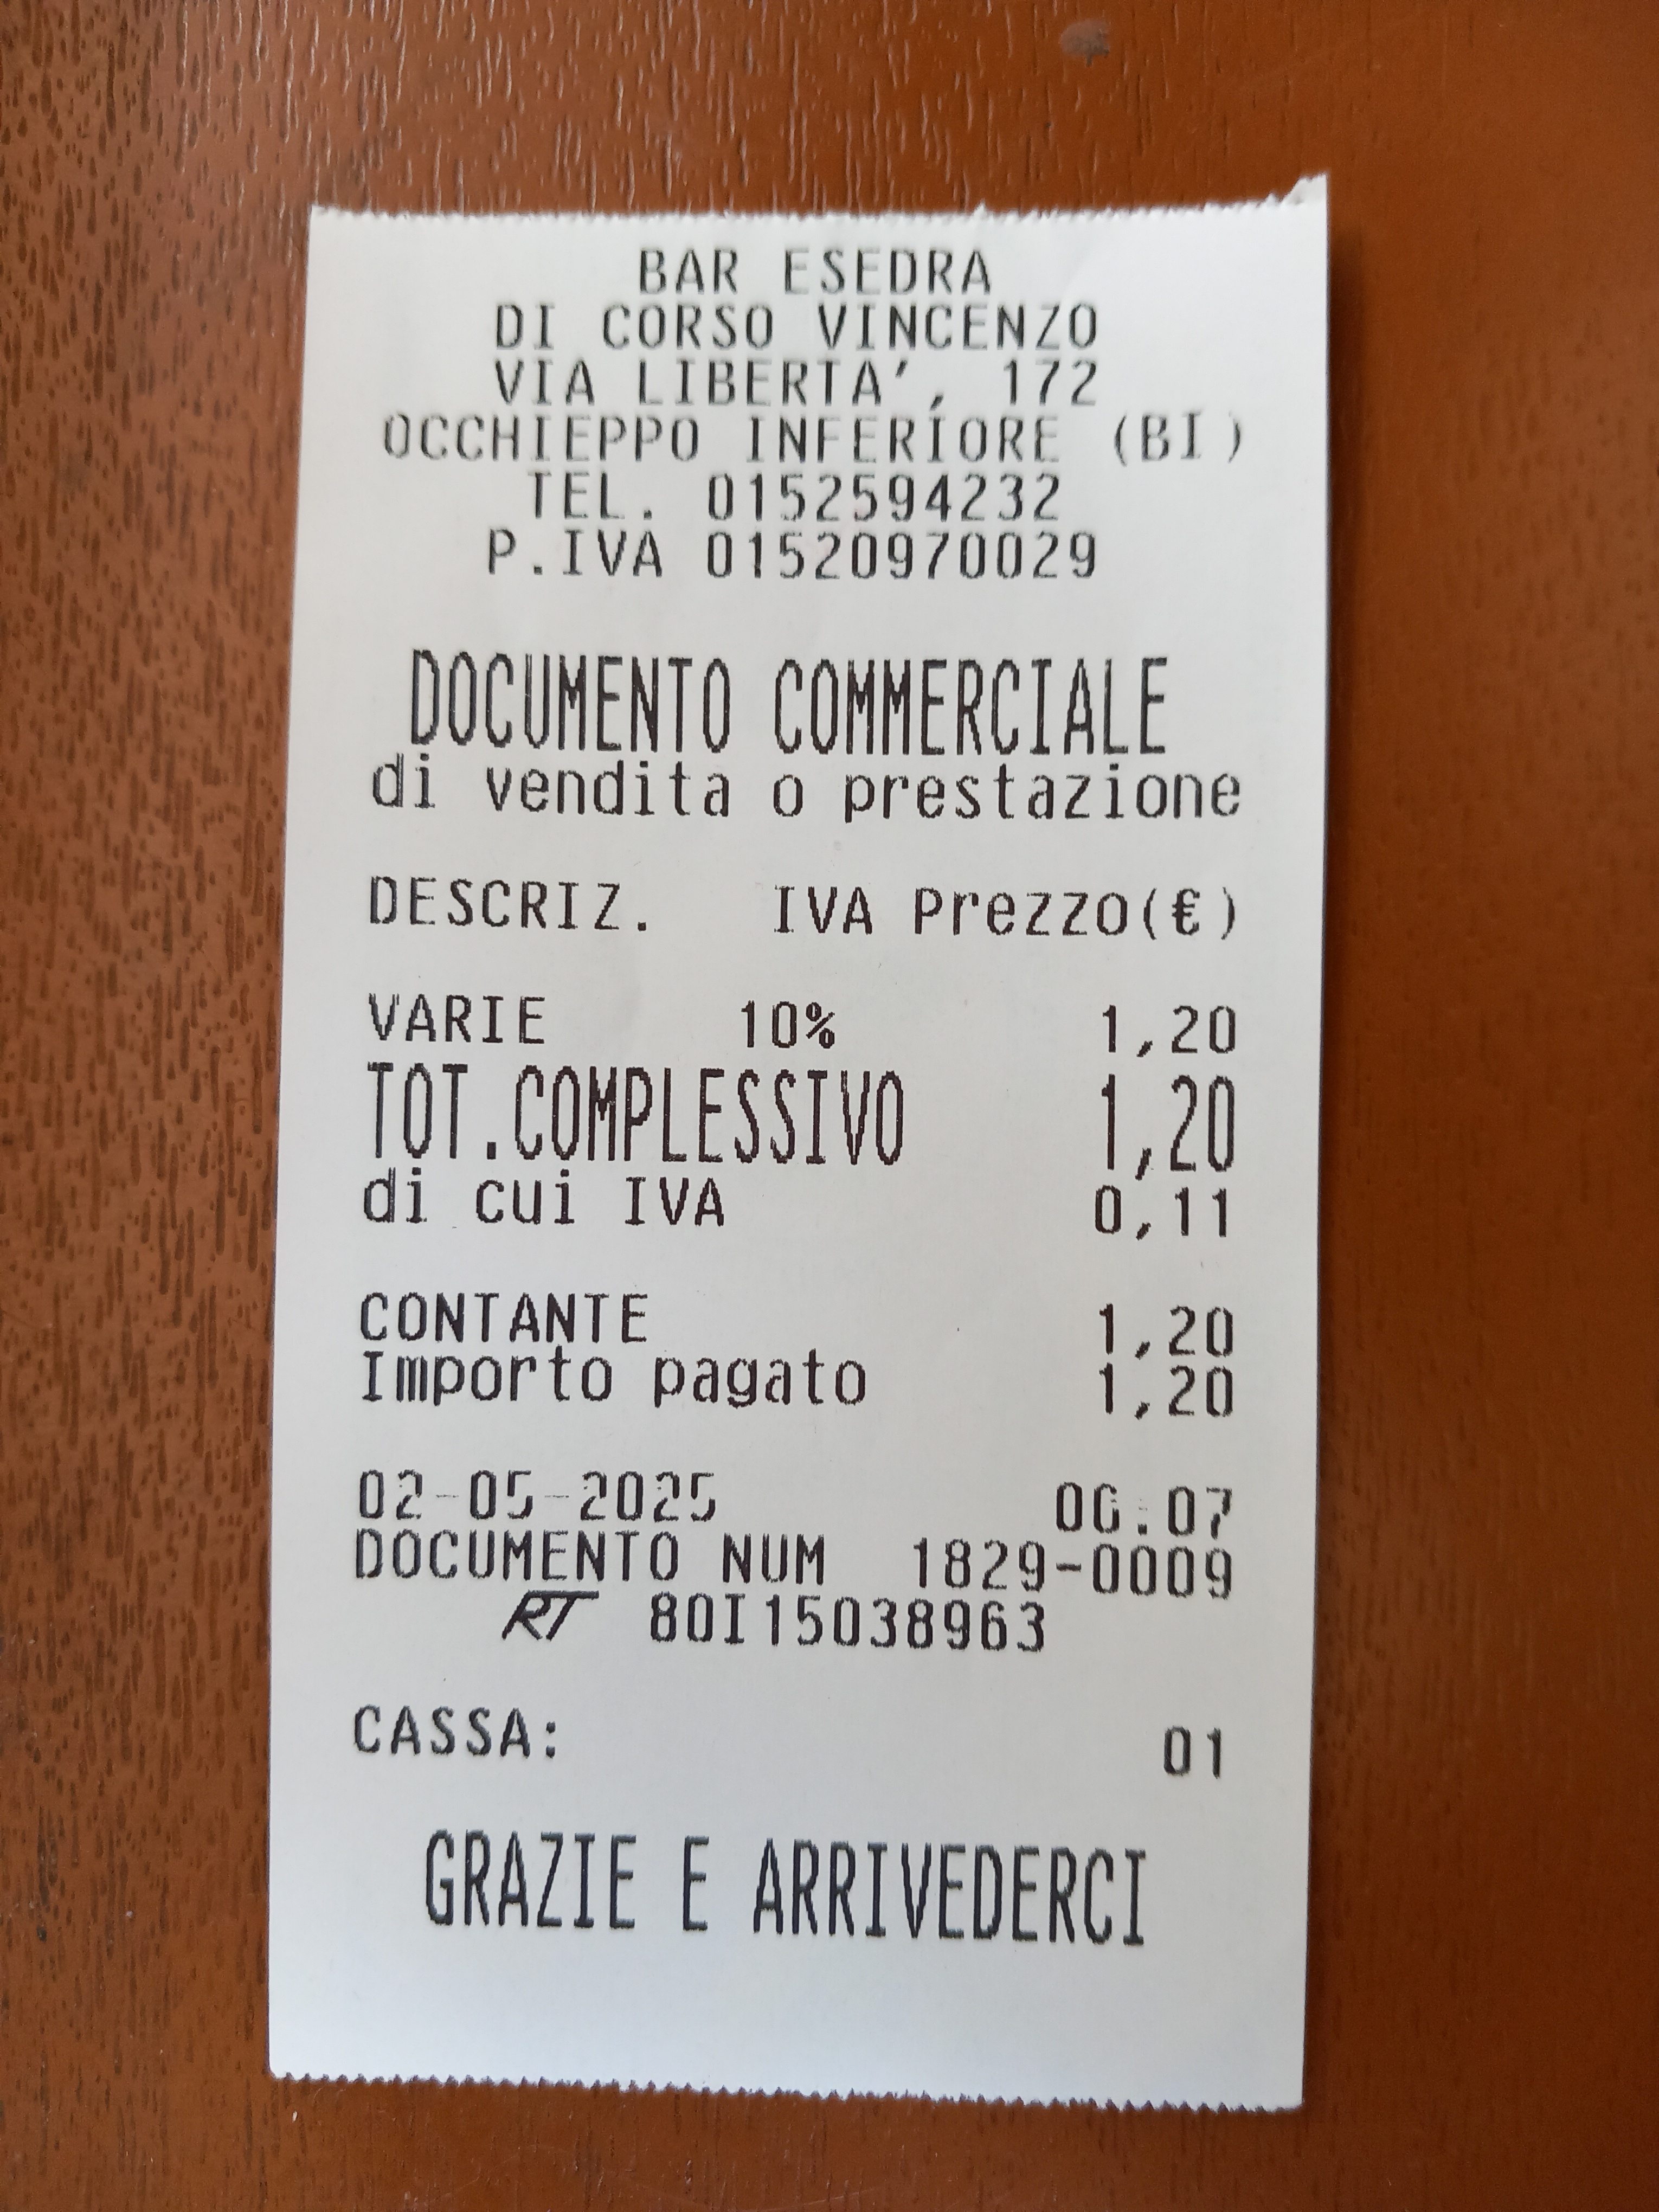 BAR ESEDRA
DI CORSO VINCENZO
VIA LIBERTA', 172
OCCHIEPPO INFERIORE (BI)
TEL. 0152594232
P.IVA 01520970029
DOCUMENTO COMMERCIALE
di vendita o prestazione
DESCRIZ. IVA Prezzo(€)
VARIE 10% 1,20
TOT.COMPLESSIVO 1,20
di cui IVA 0,11
CONTANTE 1,20
Importo pagato 1,20
02-05-2025 06:07
DOCUMENTO NUM 1829-0009
RT 80I15038963
CASSA: 01
GRAZIE E ARRIVEDERCI